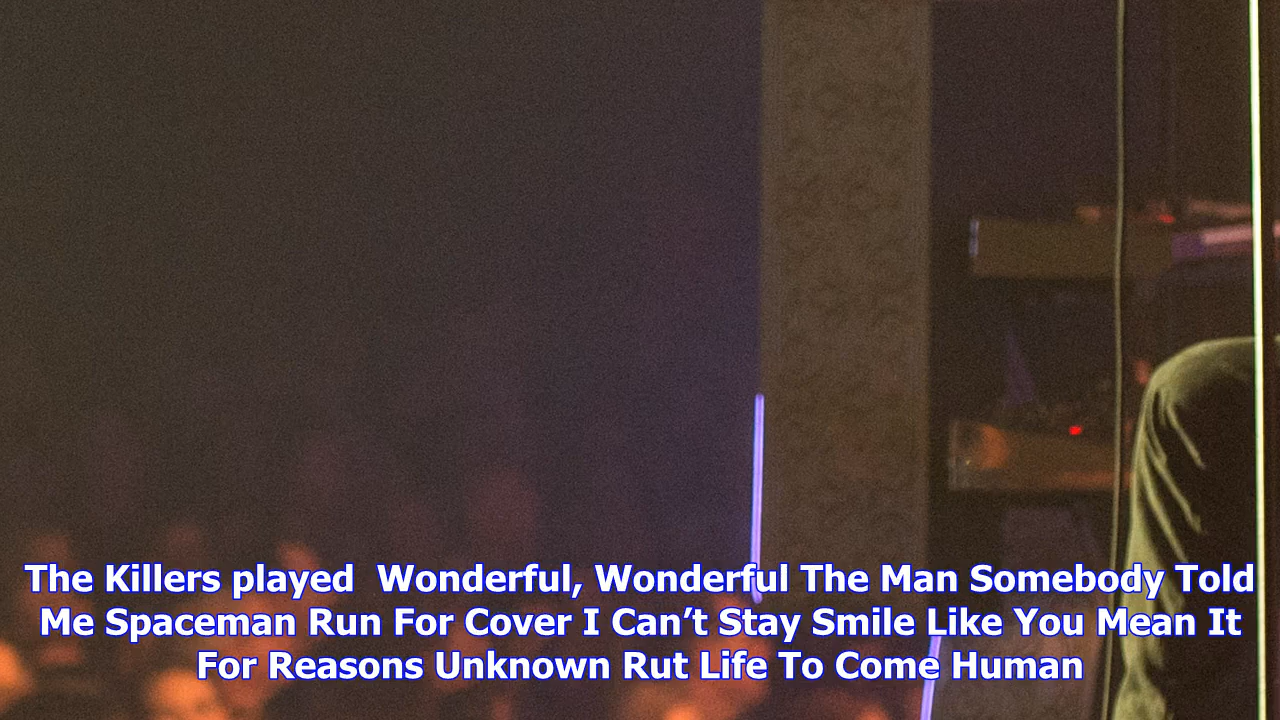 The Killers played  Wonderful, Wonderful The Man Somebody Told
Me Spaceman Run For Cover I Can’t Stay Smile Like You Mean It
For Reasons Unknown Rut Life To Come Human